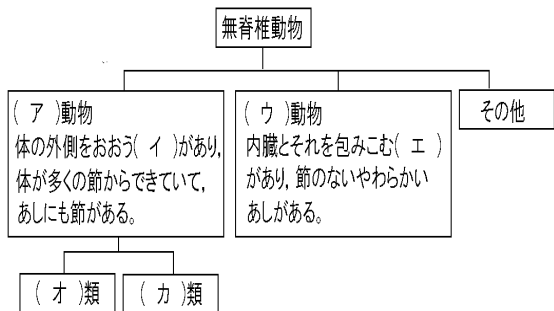 無脊椎動物
( ア )動物
体の外側をおおう( イ )があり,
体が多くの節からできていて,
あしにも節がある。
( ウ )動物
内臓とそれを包みこむ( エ )
があり, 節のないやわらかい
あしがある。
その他
( オ )類
( カ )類